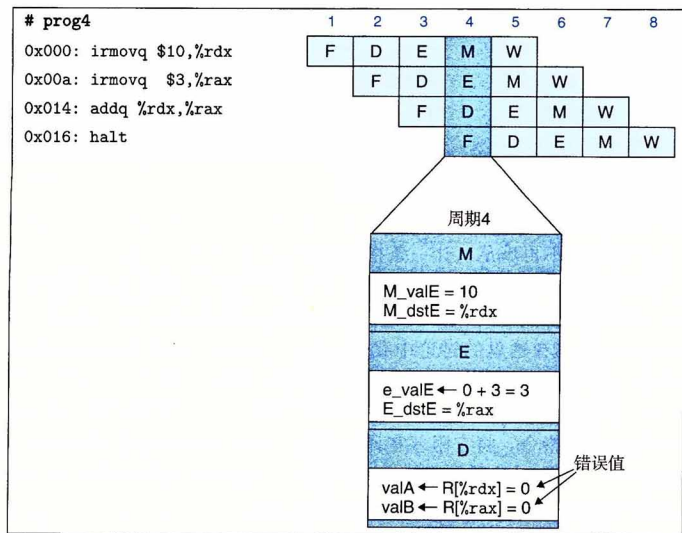 # prog4
1 2 3 4 5 6 7 8
0x000: irmovq $10,%rdx F D E M W
0x00a: irmovq $3,%rax F D E M W
0x014: addq %rdx,%rax F D E M W
0x016: halt F D E M W
周期4
M
M_valE = 10
M_dstE = %rdx
E
e_valE ← 0 + 3 = 3
E_dstE = %rax
D
错误值
valA ← R[%rdx] = 0
valB ← R[%rax] = 0